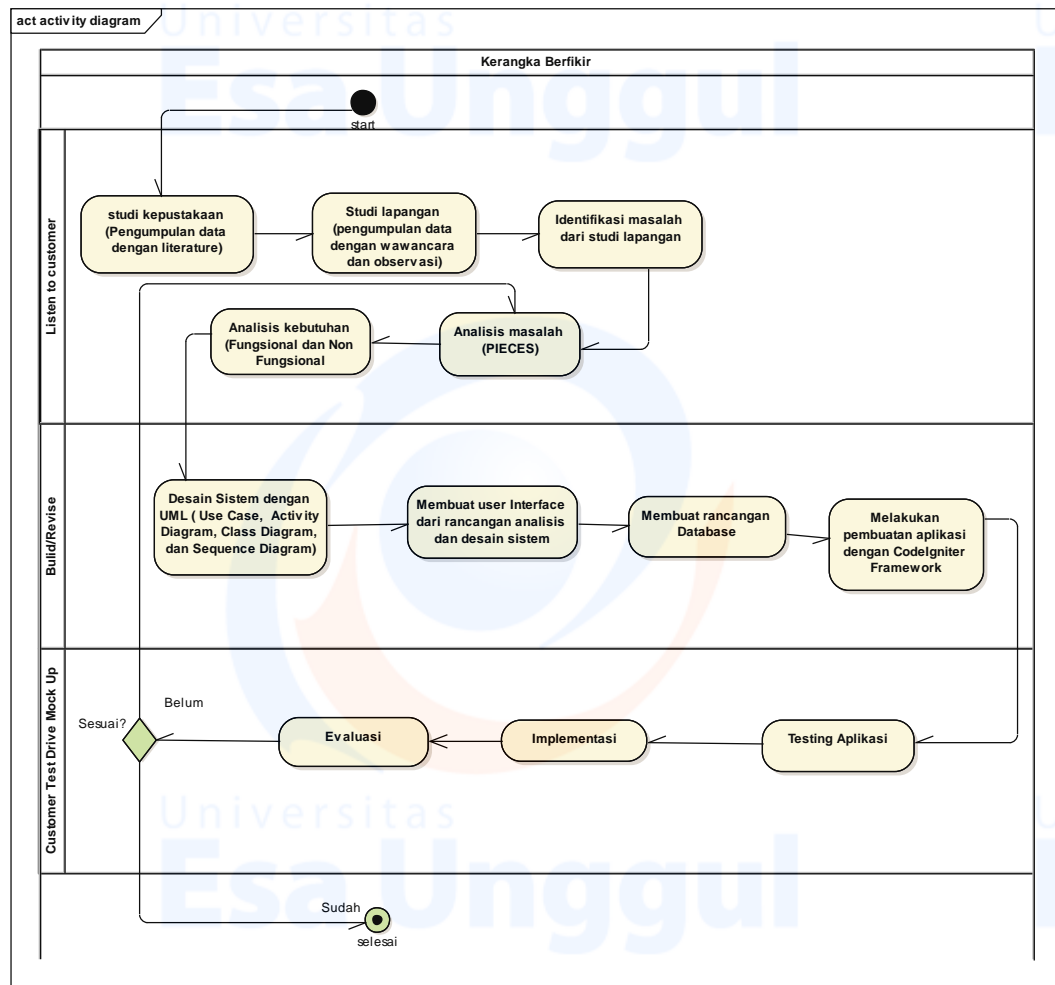 act activity diagram
Universitas
Esa Unggul
Kerangka Berfikir
start
Listen to customer
studi kepustakaan
(Pengumpulan data
dengan literature)
Studi lapangan
(pengumpulan data
dengan wawancara
dan observasi)
Identifikasi masalah
dari studi lapangan
Analisis kebutuhan
(Fungsional dan Non
Fungsional
Analisis masalah
(PIECES)
Bulid/Revise
Desain Sistem dengan
UML ( Use Case, Activity
Diagram, Class Diagram,
dan Sequence Diagram)
Membuat user Interface
dari rancangan analisis
dan desain sistem
Membuat rancangan
Database
Melakukan
pembuatan aplikasi
dengan CodeIgniter
Framework
Customer Test Drive Mock Up
Belum
Sesuai?
Evaluasi
Implementasi
Testing Aplikasi
Universitas
Esa Unggul
Sudah
selesai